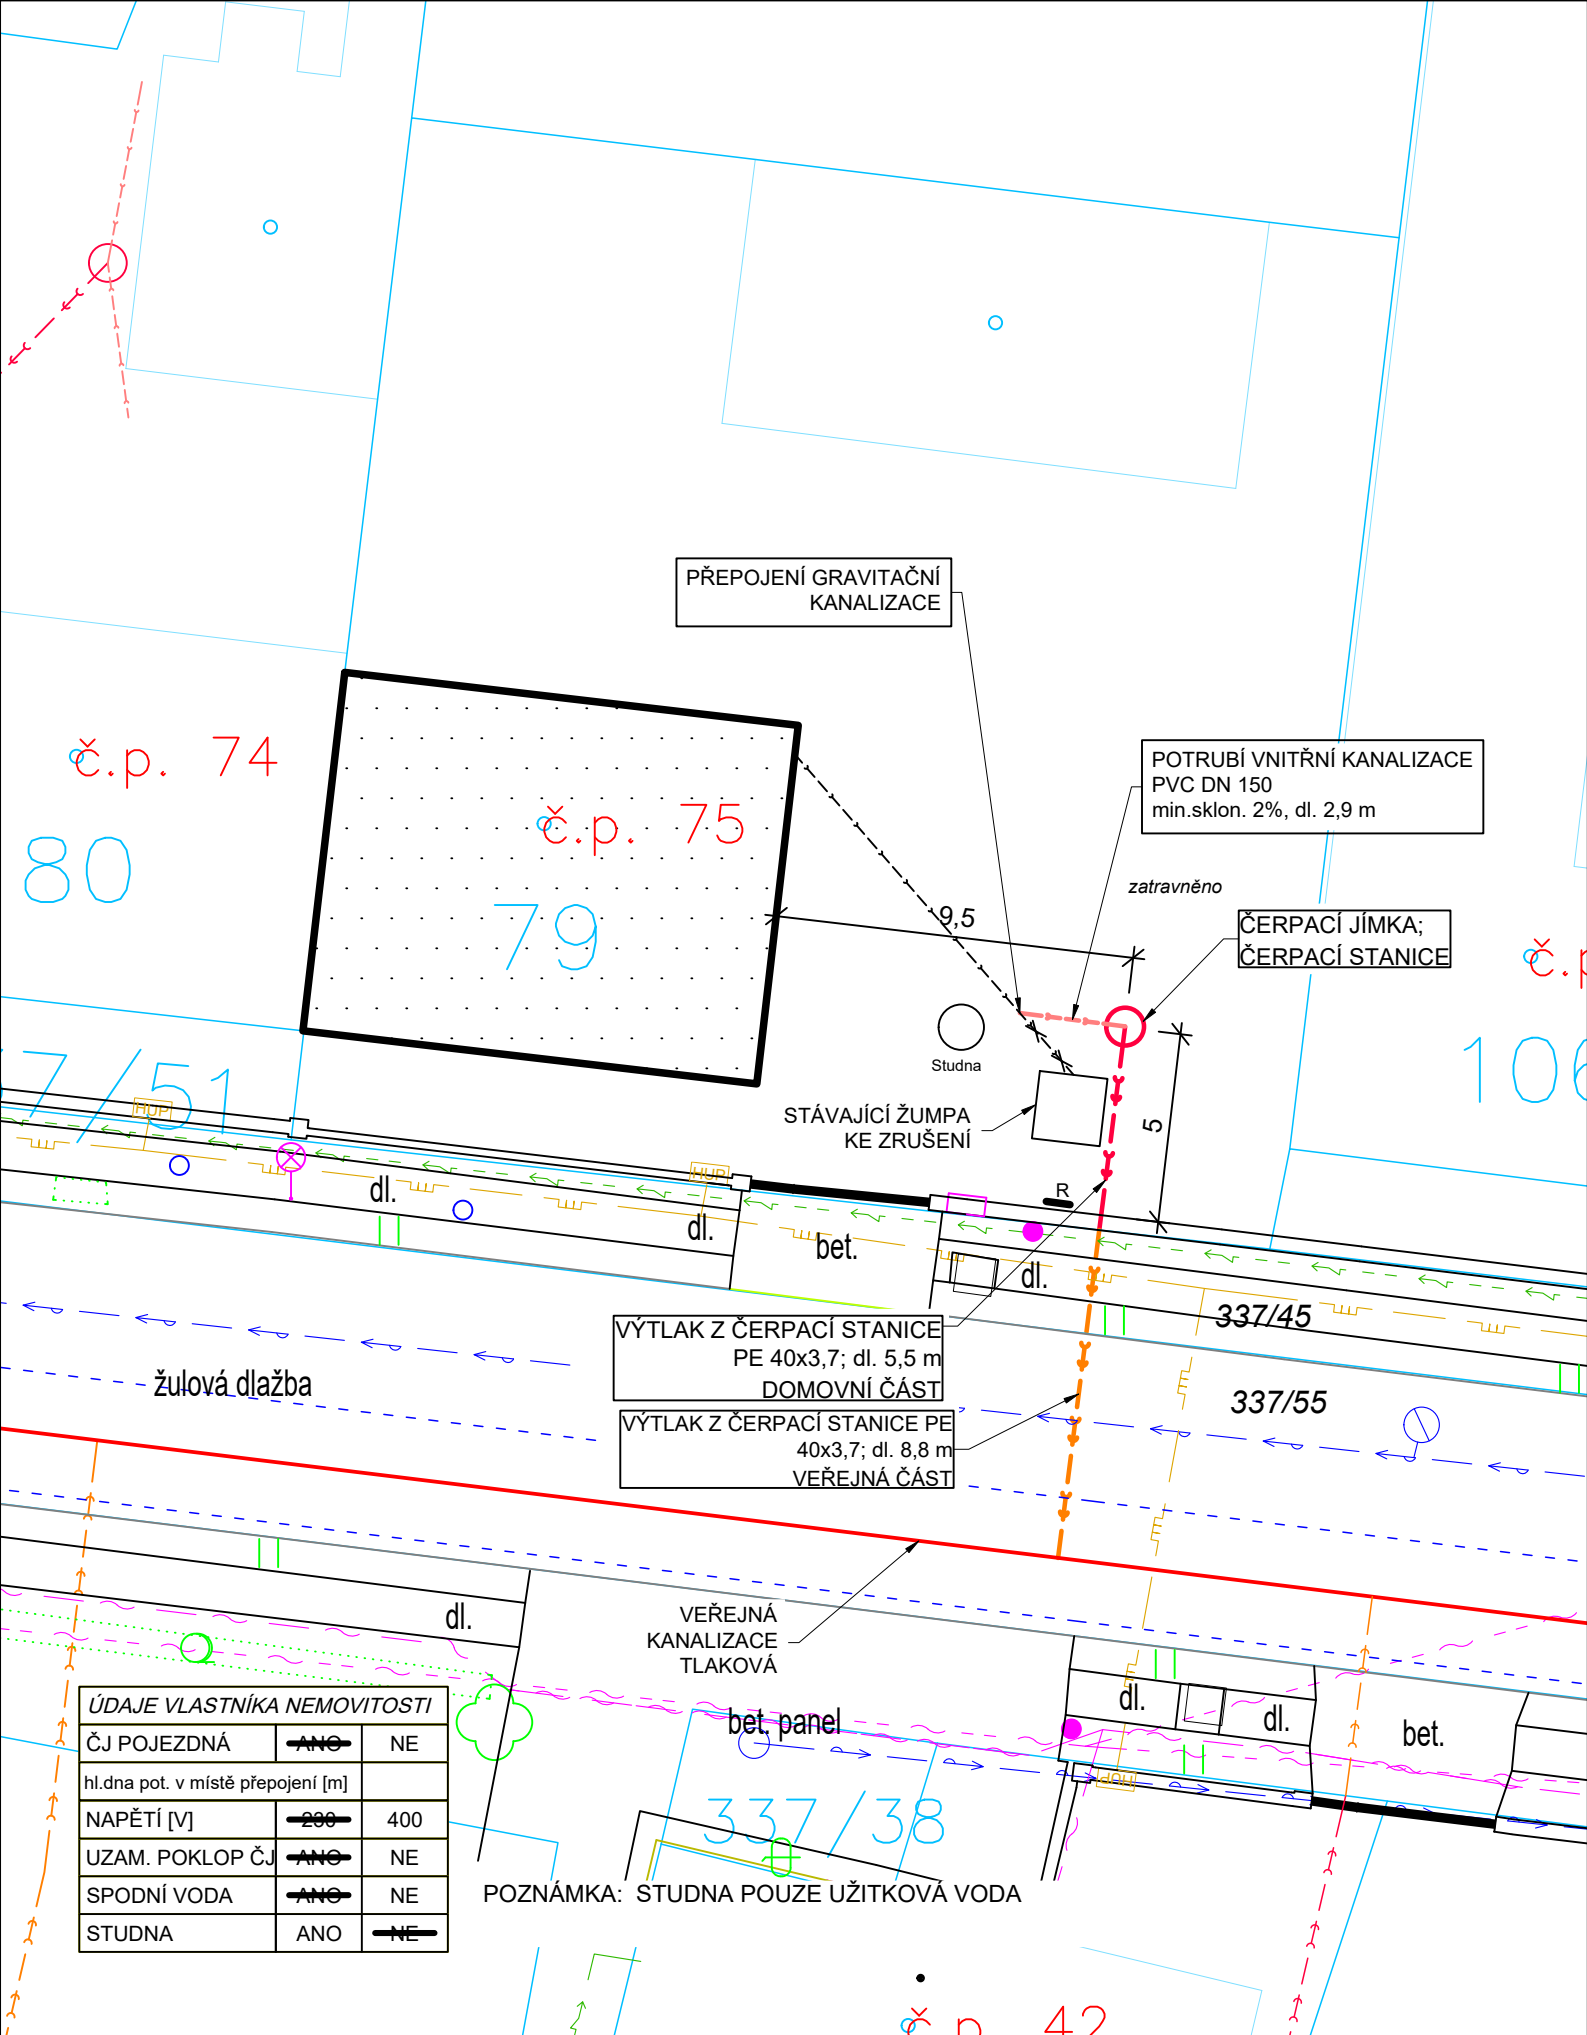 PŘEPOJENÍ GRAVITAČNÍ
KANALIZACE
č.p. 74
80
č.p. 75
79
POTRUBÍ VNITŘNÍ KANALIZACE
PVC DN 150
min.sklon. 2%, dl. 2,9 m
zatravněno
9,5
ČERPACÍ JÍMKA;
ČERPACÍ STANICE
č.p
106
Studna
7/51
HUP
STÁVAJÍCÍ ŽUMPA
KE ZRUŠENÍ
5
HUP
R
dl.
dl.
bet.
dl.
337/45
VÝTLAK Z ČERPACÍ STANICE
PE 40x3,7; dl. 5,5 m
DOMOVNÍ ČÁST
žulová dlažba
337/55
VÝTLAK Z ČERPACÍ STANICE PE
40x3,7; dl. 8,8 m
VEŘEJNÁ ČÁST
dl.
VEŘEJNÁ
KANALIZACE
TLAKOVÁ
bet. panel
dl.
dl.
bet.
HUP
337/38
ÚDAJE VLASTNÍKA NEMOVITOSTI
ČJ POJEZDNÁ ANO NE
hl.dna pot. v místě přepojení [m]
NAPĚTÍ [V] 230 400
UZAM. POKLOP ČJ ANO NE
SPODNÍ VODA ANO NE
STUDNA ANO NE
POZNÁMKA: STUDNA POUZE UŽITKOVÁ VODA
č.p. 42